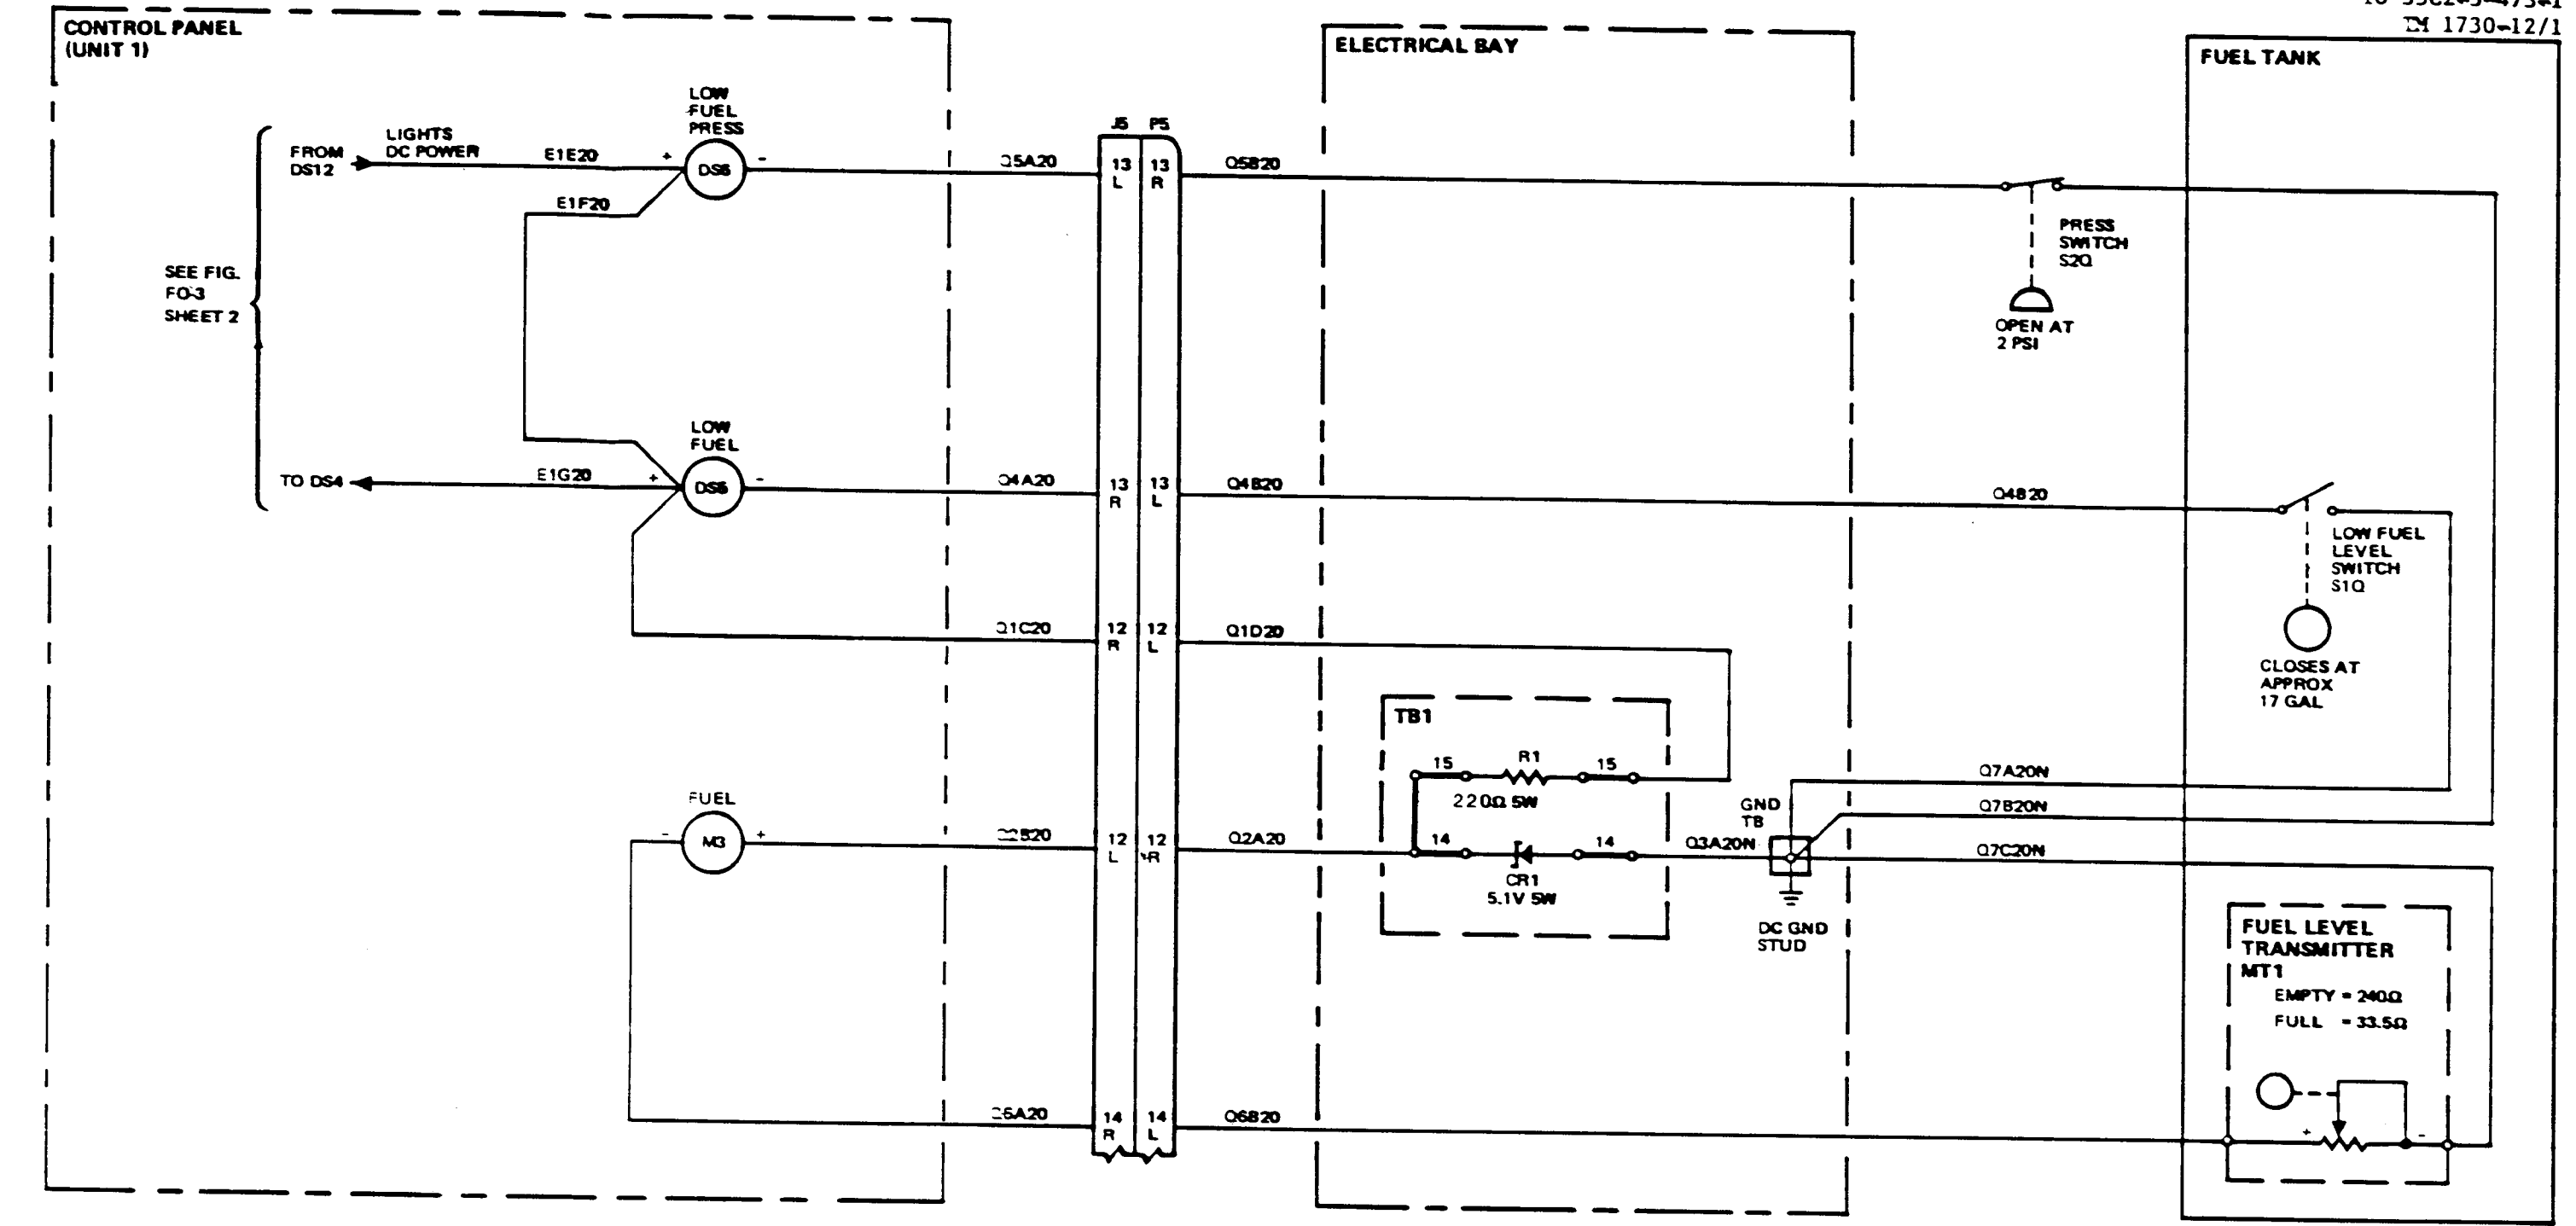 TM 1730-12/1
CONTROL PANEL
(UNIT 1)
ELECTRICAL BAY
FUEL TANK
LOW
FUEL
PRESS
J5 P5
LIGHTS
DC POWER
FROM
DS12
E1E20
+
DS6
-
Q5A20
13
L
13
R
Q5B20
E1F20
PRESS
SWITCH
S2Q
OPEN AT
2 PSI
SEE FIG.
FO-3
SHEET 2
LOW
FUEL
TO DS4
E1G20
+
DS5
-
Q4A20
13
R
13
L
Q4B20
Q4B20
LOW FUEL
LEVEL
SWITCH
S1Q
CLOSES AT
APPROX
17 GAL
Q1C20
12
R
12
L
Q1D20
TB1
15
R1
15
220Ω 5W
14
14
CR1
5.1V 5W
FUEL
-
M3
+
Q2B20
12
L
12
R
Q2A20
GND
TB
Q3A20N
DC GND
STUD
Q7A20N
Q7B20N
Q7C20N
FUEL LEVEL
TRANSMITTER
MT1
EMPTY = 240Ω
FULL = 33.5Ω
+
-
Q6A20
14
R
14
L
Q6B20